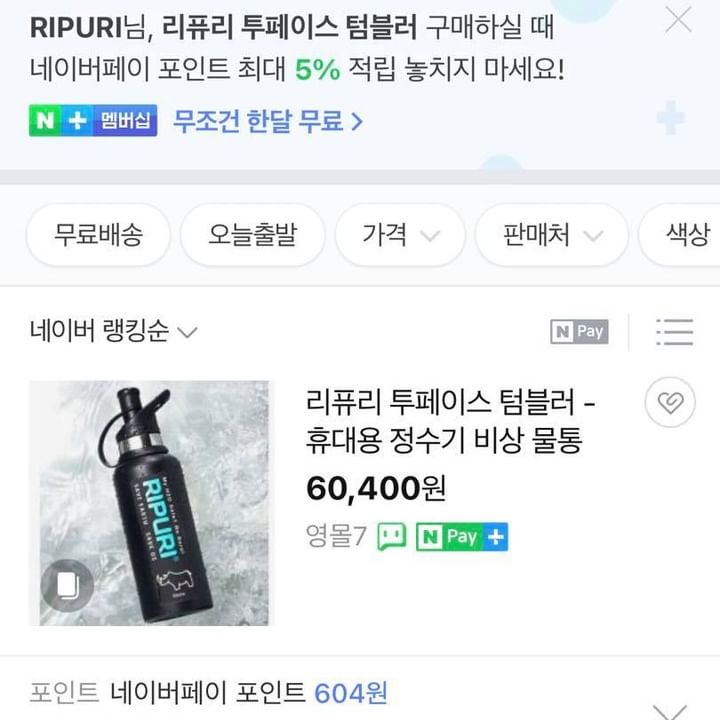 RIPURI님, 리퓨리 투페이스 텀블러 구매하실 때
네이버페이 포인트 최대 5% 적립 놓치지 마세요!
N + 멤버십 무조건 한달 무료 >
무료배송 오늘출발 가격 판매처 색상
네이버 랭킹순
N Pay
리퓨리 투페이스 텀블러 -
휴대용 정수기 비상 물통
60,400원
영몰7 N Pay +
RIPURI
SAVE EARTH SAVE US
포인트 네이버페이 포인트 604원